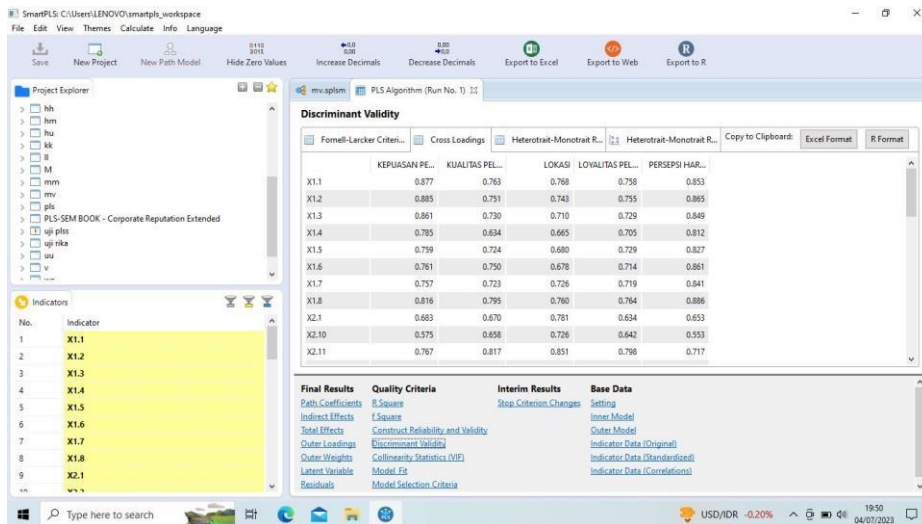 SmartPLS: C:\Users\LENOVO\smartpls_workspace
File Edit View Themes Calculate Info Language
Save New Project New Path Model Hide Zero Values Increase Decimals Decrease Decimals Export to Excel Export to Web Export to R
Project Explorer
hh
hm
hu
kk
ll
M
mm
mv
pls
PLS-SEM BOOK - Corporate Reputation Extended
uji plss
uji rika
uu
v
Indicators
No. Indicator
1 X1.1
2 X1.2
3 X1.3
4 X1.4
5 X1.5
6 X1.6
7 X1.7
8 X1.8
9 X2.1
mv.splsm PLS Algorithm (Run No. 1)
Discriminant Validity
Fornell-Larcker Criteri... Cross Loadings Heterotrait-Monotrait R... Heterotrait-Monotrait R... Copy to Clipboard: Excel Format R Format
KEPUASAN PE... KUALITAS PEL... LOKASI LOYALITAS PEL... PERSEPSI HAR...
X1.1 0.877 0.763 0.768 0.758 0.853
X1.2 0.885 0.751 0.743 0.755 0.865
X1.3 0.861 0.730 0.710 0.729 0.849
X1.4 0.785 0.634 0.665 0.705 0.812
X1.5 0.759 0.724 0.680 0.729 0.827
X1.6 0.761 0.750 0.678 0.714 0.861
X1.7 0.757 0.723 0.726 0.719 0.841
X1.8 0.816 0.795 0.760 0.764 0.886
X2.1 0.683 0.670 0.781 0.634 0.653
X2.10 0.575 0.658 0.726 0.642 0.553
X2.11 0.767 0.817 0.851 0.798 0.717
Final Results Quality Criteria Interim Results Base Data
Path Coefficients R Square Stop Criterion Changes Setting
Indirect Effects f Square Inner Model
Total Effects Construct Reliability and Validity Outer Model
Outer Loadings Discriminant Validity Indicator Data (Original)
Outer Weights Collinearity Statistics (VIF) Indicator Data (Standardized)
Latent Variable Model Fit Indicator Data (Correlations)
Residuals Model Selection Criteria
Type here to search
USD/IDR -0.20%
19:50
04/07/2023